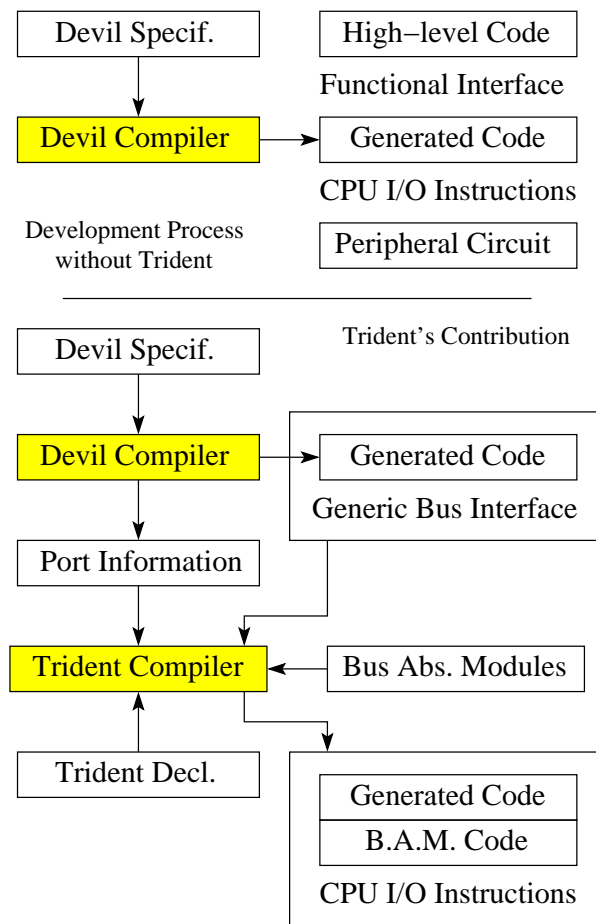 Devil Specif.
High−level Code
Functional Interface
Devil Compiler
Generated Code
CPU I/O Instructions
Development Process
without Trident
Peripheral Circuit
Trident’s Contribution
Devil Specif.
Devil Compiler
Generated Code
Generic Bus Interface
Port Information
Trident Compiler
Bus Abs. Modules
Trident Decl.
Generated Code
B.A.M. Code
CPU I/O Instructions